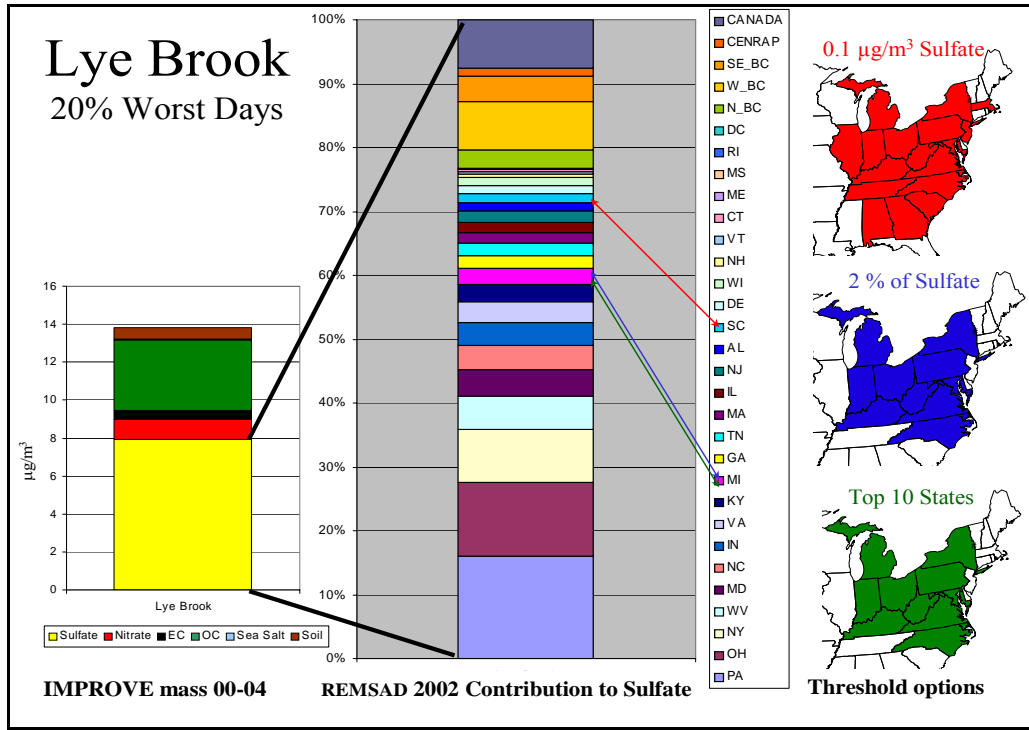 Lye Brook
20% Worst Days
16
14
12
10
8
6
4
2
0
µg/m³
Lye Brook
Sulfate Nitrate EC OC Sea Salt Soil
IMPROVE mass 00-04
100%
90%
80%
70%
60%
50%
40%
30%
20%
10%
0%
REMSAD 2002 Contribution to Sulfate
CANADA
CENRAP
SE_BC
W_BC
N_BC
DC
RI
MS
ME
CT
VT
NH
WI
DE
SC
AL
NJ
IL
MA
TN
GA
MI
KY
VA
IN
NC
MD
WV
NY
OH
PA
0.1 µg/m³ Sulfate
2 % of Sulfate
Top 10 States
Threshold options